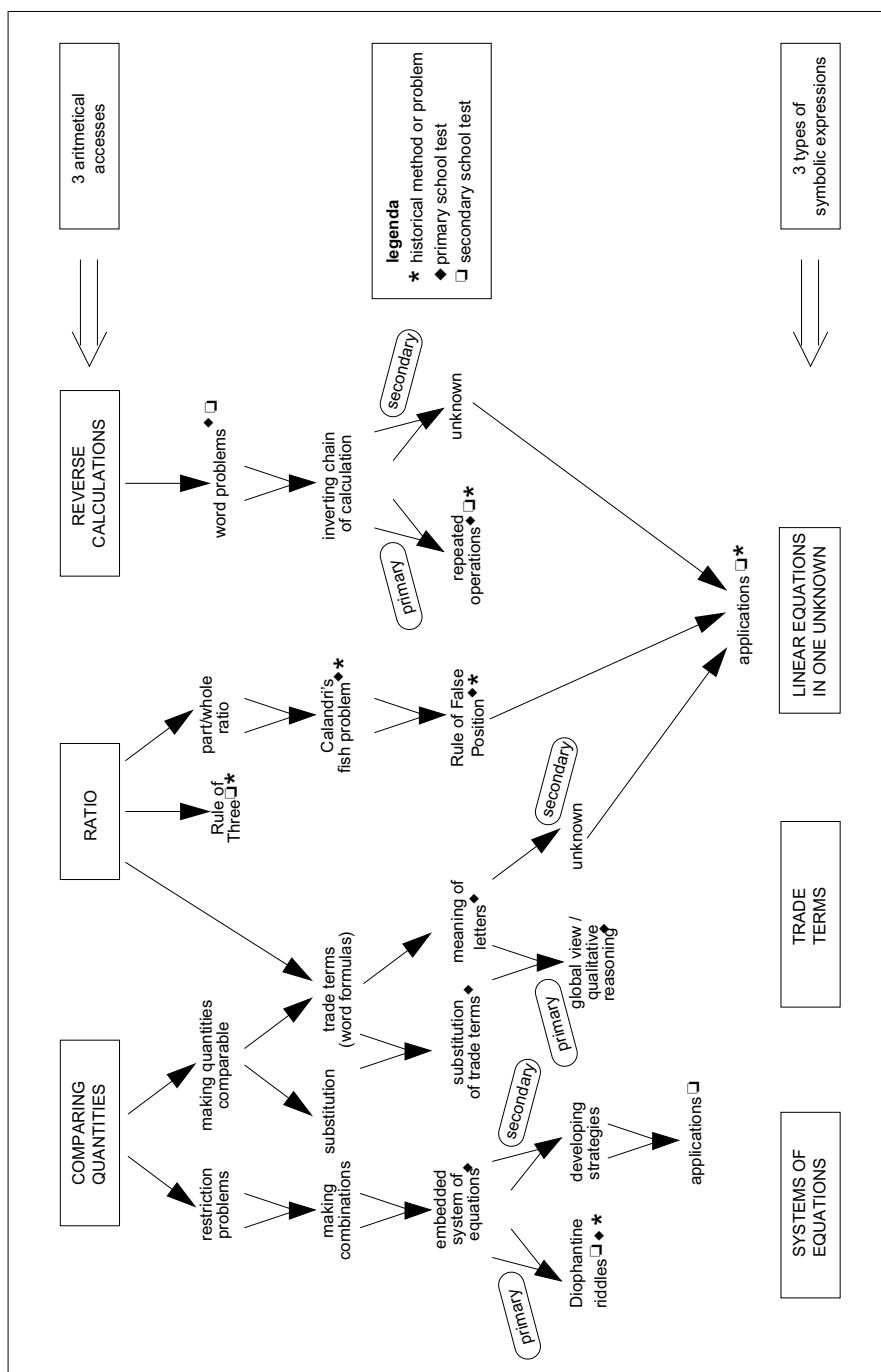 COMPARING
QUANTITIES
RATIO
REVERSE
CALCULATIONS
3 aritmetical
accesses
restriction
problems
making quantities
comparable
Rule of
Three❏*
part/whole
ratio
word problems ◆❏
making
combinations
substitution
trade terms
(word formulas)
Calandri's
fish problem◆*
inverting chain
of calculation
legenda
* historical method or problem
◆ primary school test
❏ secondary school test
embedded
system of
equations◆
substitution
of trade terms◆
meaning of
letters◆
Rule of False
Position◆*
primary
repeated
operations◆❏*
secondary
unknown
primary
Diophantine
riddles❏◆*
secondary
developing
strategies
primary
global view /
qualitative
reasoning◆
secondary
unknown
applications ❏
applications ❏*
SYSTEMS OF
EQUATIONS
TRADE
TERMS
LINEAR EQUATIONS
IN ONE UNKNOWN
3 types of
symbolic expressions